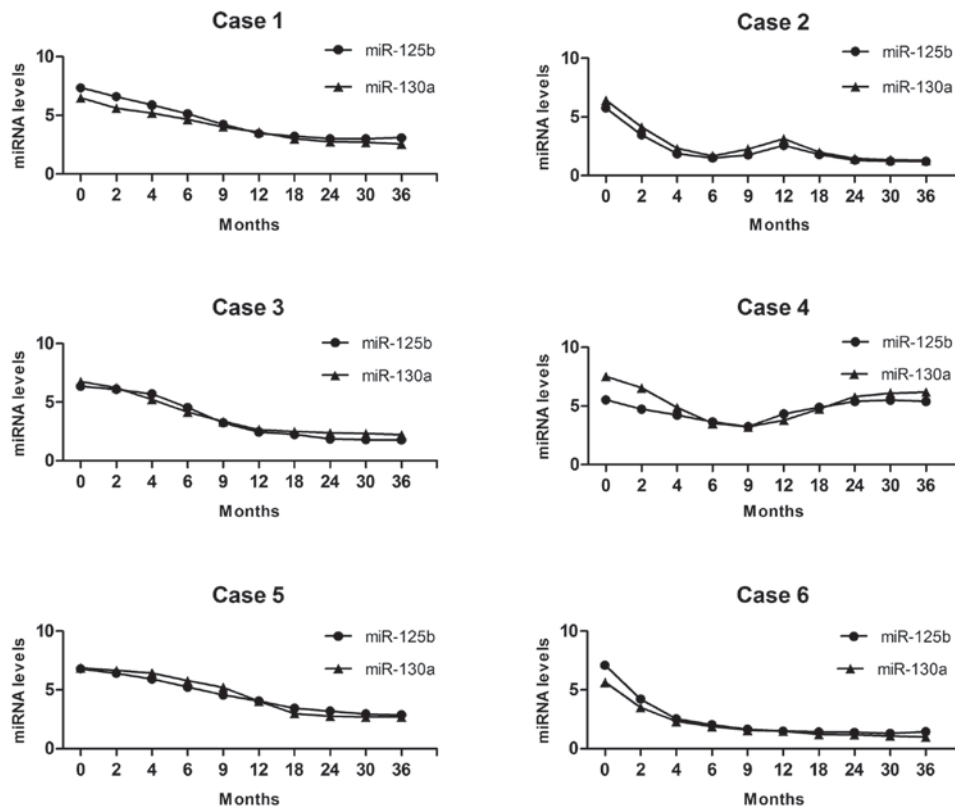 Case 1
miR-125b
miR-130a
miRNA levels
10
5
0
0 2 4 6 9 12 18 24 30 36
Months
Case 2
miR-125b
miR-130a
miRNA levels
10
5
0
0 2 4 6 9 12 18 24 30 36
Months
Case 3
miR-125b
miR-130a
miRNA levels
10
5
0
0 2 4 6 9 12 18 24 30 36
Months
Case 4
miR-125b
miR-130a
miRNA levels
10
5
0
0 2 4 6 9 12 18 24 30 36
Months
Case 5
miR-125b
miR-130a
miRNA levels
10
5
0
0 2 4 6 9 12 18 24 30 36
Months
Case 6
miR-125b
miR-130a
miRNA levels
10
5
0
0 2 4 6 9 12 18 24 30 36
Months